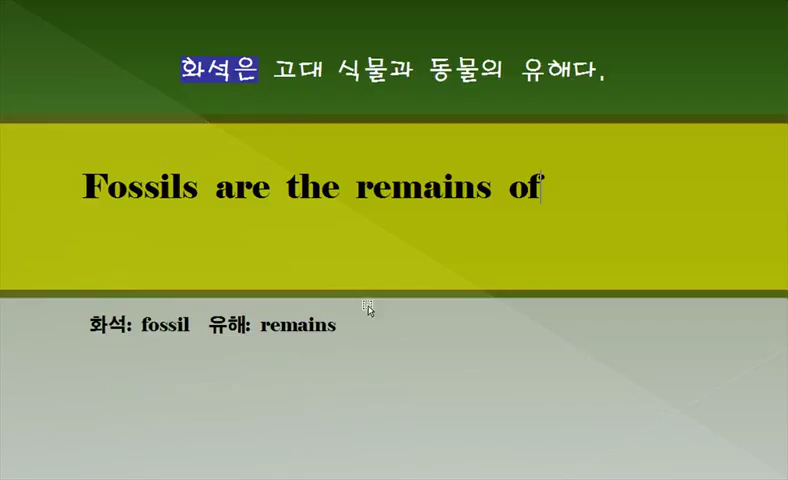 화석은 고대 식물과 동물의 유해다.
Fossils are the remains of
화석: fossil 유해: remains